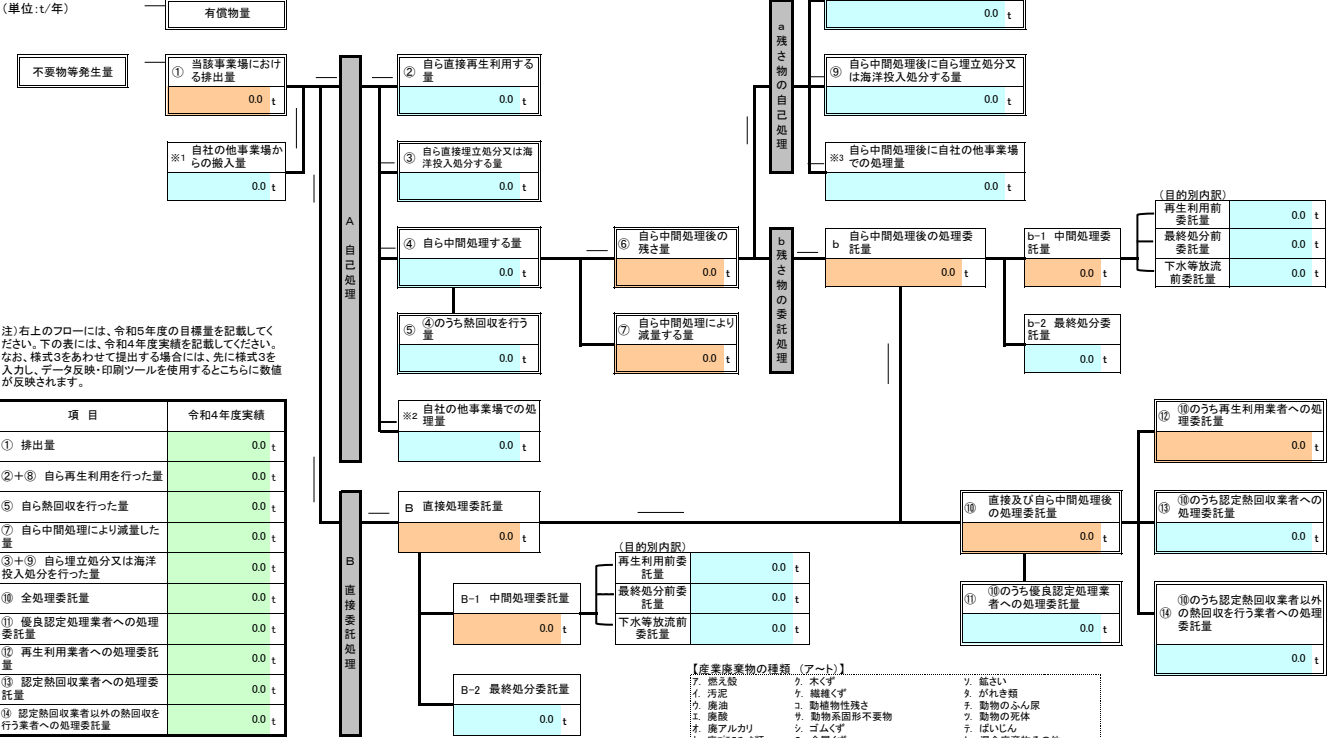 （単位：t/年）
有償物量
不要物等発生量
① 当該事業場におけ
る排出量
0.0 t
※1 自社の他事業場か
らの搬入量
0.0 t
A 自己処理
② 自ら直接再生利用する
量
0.0 t
③ 自ら直接埋立処分又は海
洋投入処分する量
0.0 t
④ 自ら中間処理する量
0.0 t
⑤ ④のうち熱回収を行う
量
0.0 t
※2 自社の他事業場での処
理量
0.0 t
⑥ 自ら中間処理後の
残さ量
0.0 t
⑦ 自ら中間処理により
減量する量
0.0 t
a 残さ物の自己処理
0.0 t
⑨ 自ら中間処理後に自ら埋立処分又
は海洋投入処分する量
0.0 t
※3 自ら中間処理後に自社の他事業場
での処理量
0.0 t
b 残さ物の委託処理
b 自ら中間処理後の処理委
託量
0.0 t
b-1 中間処理委
託量
0.0 t
b-2 最終処分委
託量
0.0 t
（目的別内訳）
再生利用前
委託量
0.0 t
最終処分前
委託量
0.0 t
下水等放流
前委託量
0.0 t
注）右上のフローには、令和5年度の目標量を記載してく
ださい。下の表には、令和4年度実績を記載してください。
なお、様式3をあわせて提出する場合には、先に様式3を
入力し、データ反映・印刷ツールを使用するとこちらに数値
が反映されます。
項 目 令和4年度実績
① 排出量 0.0 t
②＋⑧ 自ら再生利用を行った量 0.0 t
⑤ 自ら熱回収を行った量 0.0 t
⑦ 自ら中間処理により減量した
量 0.0 t
③＋⑨ 自ら埋立処分又は海洋
投入処分を行った量 0.0 t
⑩ 全処理委託量 0.0 t
⑪ 優良認定処理業者への処理
委託量 0.0 t
⑫ 再生利用業者への処理委託
量 0.0 t
⑬ 認定熱回収業者への処理委
託量 0.0 t
⑭ 認定熱回収業者以外の熱回収を
行う業者への処理委託量 0.0 t
B 直接委託処理
B 直接処理委託量
0.0 t
B-1 中間処理委託量
0.0 t
B-2 最終処分委託量
0.0 t
（目的別内訳）
再生利用前委
託量
0.0 t
最終処分前委
託量
0.0 t
下水等放流前
委託量
0.0 t
⑩ 直接及び自ら中間処理後
の処理委託量
0.0 t
⑪ ⑩のうち優良認定処理業
者への処理委託量
0.0 t
⑫ ⑩のうち再生利用業者への処
理委託量
0.0 t
⑬ ⑩のうち認定熱回収業者への
処理委託量
0.0 t
⑭ ⑩のうち認定熱回収業者以外
の熱回収を行う業者への処理
委託量
0.0 t
【産業廃棄物の種類 （ア～ト）】
ア. 燃え殻 ク. 木くず ソ. 鉱さい
イ. 汚泥 ケ. 繊維くず タ. がれき類
ウ. 廃油 コ. 動植物性残さ チ. 動物のふん尿
エ. 廃酸 サ. 動物系固形不要物 ツ. 動物の死体
オ. 廃アルカリ シ. ゴムくず テ. ばいじん